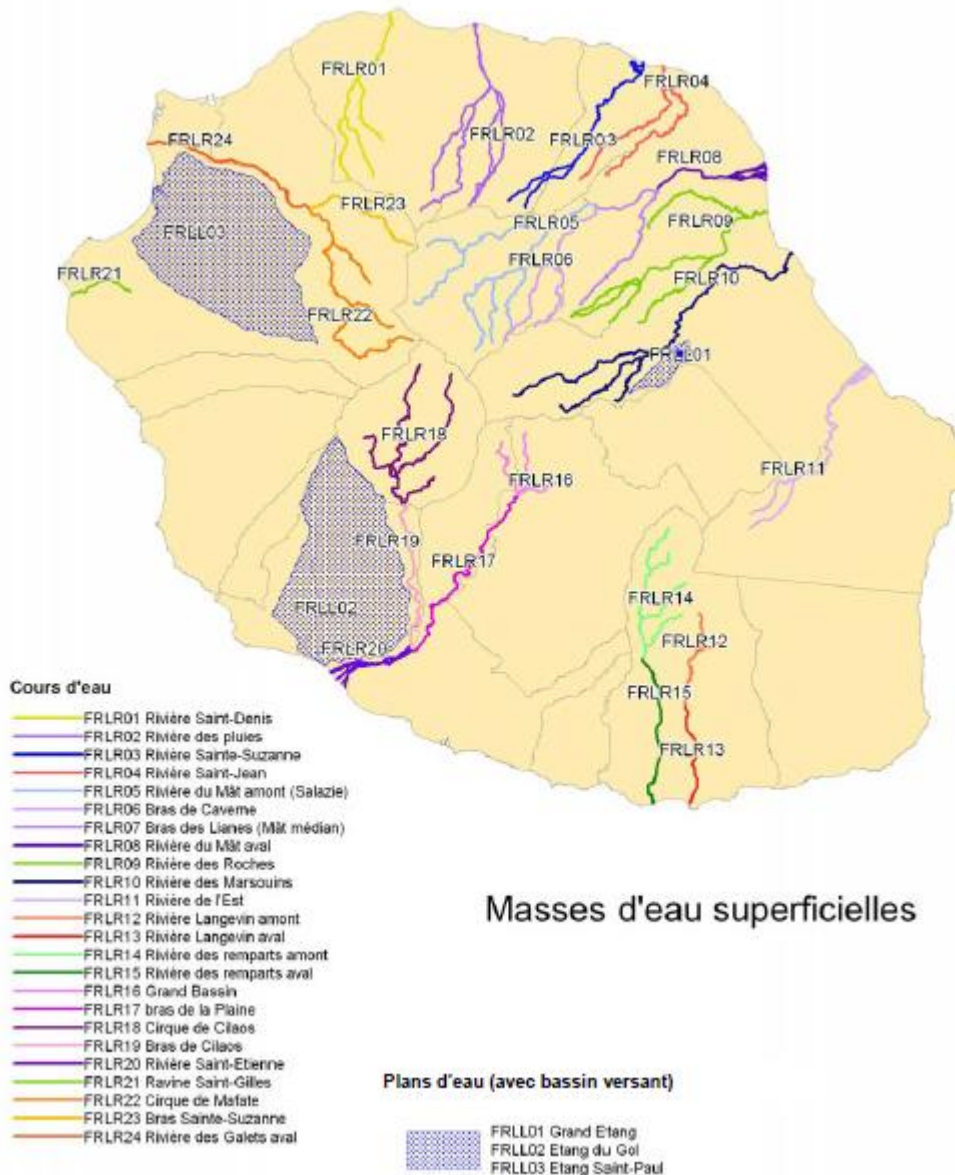 FRLR01
FRLR04
FRLR02
FRLR03
FRLR24
FRLR08
FRLR23
FRLR05
FRLR09
FRLL03
FRLR06
FRLR21
FRLR10
FRLR22
FRLL01
FRLR18
FRLR11
FRLR16
FRLR19
FRLR17
FRLR14
FRLL02
FRLR12
FRLR20
FRLR15
FRLR13
Cours d'eau
FRLR01 Rivière Saint-Denis
FRLR02 Rivière des pluies
FRLR03 Rivière Sainte-Suzanne
FRLR04 Rivière Saint-Jean
FRLR05 Rivière du Mât amont (Salazie)
FRLR06 Bras de Caverne
FRLR07 Bras des Lianes (Mât médian)
FRLR08 Rivière du Mât aval
FRLR09 Rivière des Roches
FRLR10 Rivière des Marsouins
FRLR11 Rivière de l'Est
FRLR12 Rivière Langevin amont
FRLR13 Rivière Langevin aval
FRLR14 Rivière des remparts amont
FRLR15 Rivière des remparts aval
FRLR16 Grand Bassin
FRLR17 bras de la Plaine
FRLR18 Cirque de Cilaos
FRLR19 Bras de Cilaos
FRLR20 Rivière Saint-Etienne
FRLR21 Ravine Saint-Gilles
FRLR22 Cirque de Mafate
FRLR23 Bras Sainte-Suzanne
FRLR24 Rivière des Galets aval
Masses d'eau superficielles
Plans d'eau (avec bassin versant)
FRLL01 Grand Etang
FRLL02 Etang du Gol
FRLL03 Etang Saint-Paul